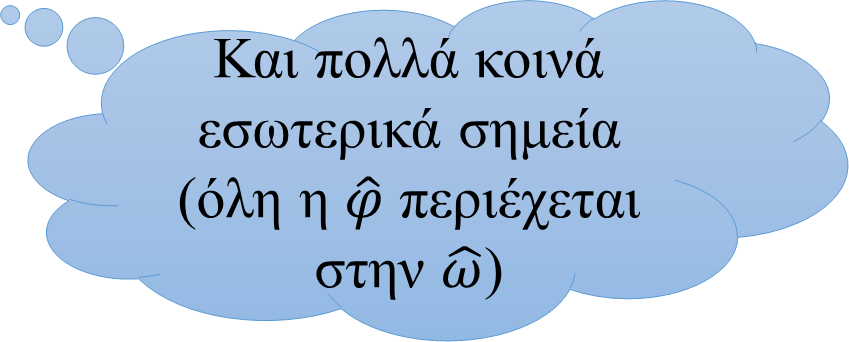 Και πολλά κοινά
εσωτερικά σημεία
(όλη η φ̂ περιέχεται
στην ω̂)